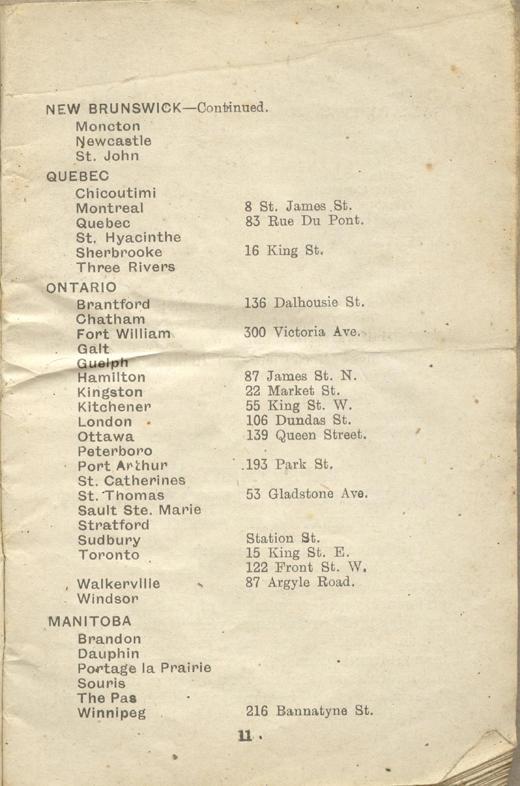 NEW BRUNSWICK—Continued.
Moncton
Newcastle
St. John
QUEBEC
Chicoutimi
Montreal 8 St. James St.
Quebec 83 Rue Du Pont.
St. Hyacinthe
Sherbrooke 16 King St.
Three Rivers
ONTARIO
Brantford 136 Dalhousie St.
Chatham
Fort William 300 Victoria Ave.
Galt
Guelph
Hamilton 87 James St. N.
Kingston 22 Market St.
Kitchener 55 King St. W.
London 106 Dundas St.
Ottawa 139 Queen Street.
Peterboro
Port Arthur 193 Park St.
St. Catherines
St. Thomas 53 Gladstone Ave.
Sault Ste. Marie
Stratford
Sudbury Station St.
Toronto 15 King St. E.
122 Front St. W.
Walkerville 87 Argyle Road.
Windsor
MANITOBA
Brandon
Dauphin
Portage la Prairie
Souris
The Pas
Winnipeg 216 Bannatyne St.
11